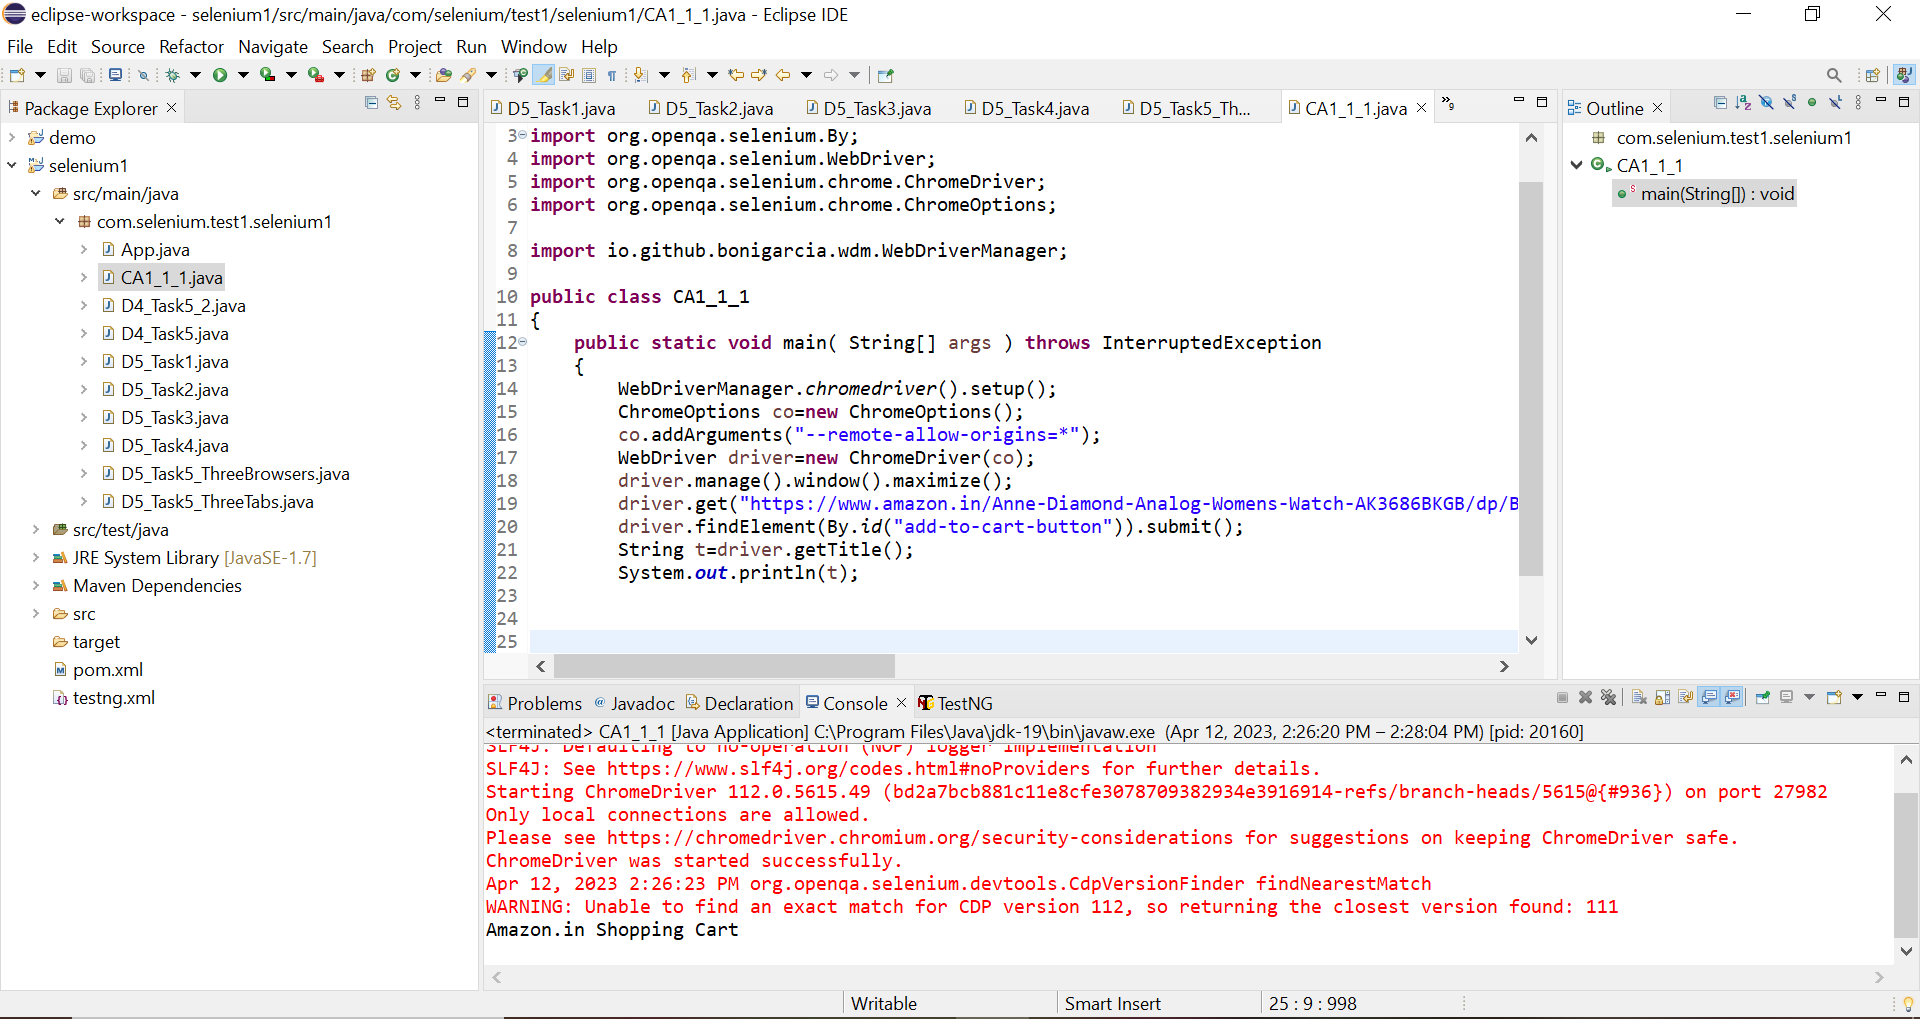 eclipse-workspace - selenium1/src/main/java/com/selenium/test1/selenium1/CA1_1_1.java - Eclipse IDE
File Edit Source Refactor Navigate Search Project Run Window Help
Package Explorer
demo
selenium1
src/main/java
com.selenium.test1.selenium1
App.java
CA1_1_1.java
D4_Task5_2.java
D4_Task5.java
D5_Task1.java
D5_Task2.java
D5_Task3.java
D5_Task4.java
D5_Task5_ThreeBrowsers.java
D5_Task5_ThreeTabs.java
src/test/java
JRE System Library [JavaSE-1.7]
Maven Dependencies
src
target
pom.xml
testng.xml
D5_Task1.java D5_Task2.java D5_Task3.java D5_Task4.java D5_Task5_Th... CA1_1_1.java »9
3 import org.openqa.selenium.By;
4 import org.openqa.selenium.WebDriver;
5 import org.openqa.selenium.chrome.ChromeDriver;
6 import org.openqa.selenium.chrome.ChromeOptions;
7
8 import io.github.bonigarcia.wdm.WebDriverManager;
9
10 public class CA1_1_1
11 {
12 public static void main( String[] args ) throws InterruptedException
13 {
14 WebDriverManager.chromedriver().setup();
15 ChromeOptions co=new ChromeOptions();
16 co.addArguments("--remote-allow-origins=*");
17 WebDriver driver=new ChromeDriver(co);
18 driver.manage().window().maximize();
19 driver.get("https://www.amazon.in/Anne-Diamond-Analog-Womens-Watch-AK3686BKGB/dp/B
20 driver.findElement(By.id("add-to-cart-button")).submit();
21 String t=driver.getTitle();
22 System.out.println(t);
23
24
25
Outline
com.selenium.test1.selenium1
CA1_1_1
main(String[]) : void
Problems Javadoc Declaration Console TestNG
<terminated> CA1_1_1 [Java Application] C:\Program Files\Java\jdk-19\bin\javaw.exe (Apr 12, 2023, 2:26:20 PM – 2:28:04 PM) [pid: 20160]
SLF4J: Defaulting to no-operation (NOP) logger implementation
SLF4J: See https://www.slf4j.org/codes.html#noProviders for further details.
Starting ChromeDriver 112.0.5615.49 (bd2a7bcb881c11e8cfe3078709382934e3916914-refs/branch-heads/5615@{#936}) on port 27982
Only local connections are allowed.
Please see https://chromedriver.chromium.org/security-considerations for suggestions on keeping ChromeDriver safe.
ChromeDriver was started successfully.
Apr 12, 2023 2:26:23 PM org.openqa.selenium.devtools.CdpVersionFinder findNearestMatch
WARNING: Unable to find an exact match for CDP version 112, so returning the closest version found: 111
Amazon.in Shopping Cart
Writable Smart Insert 25 : 9 : 998